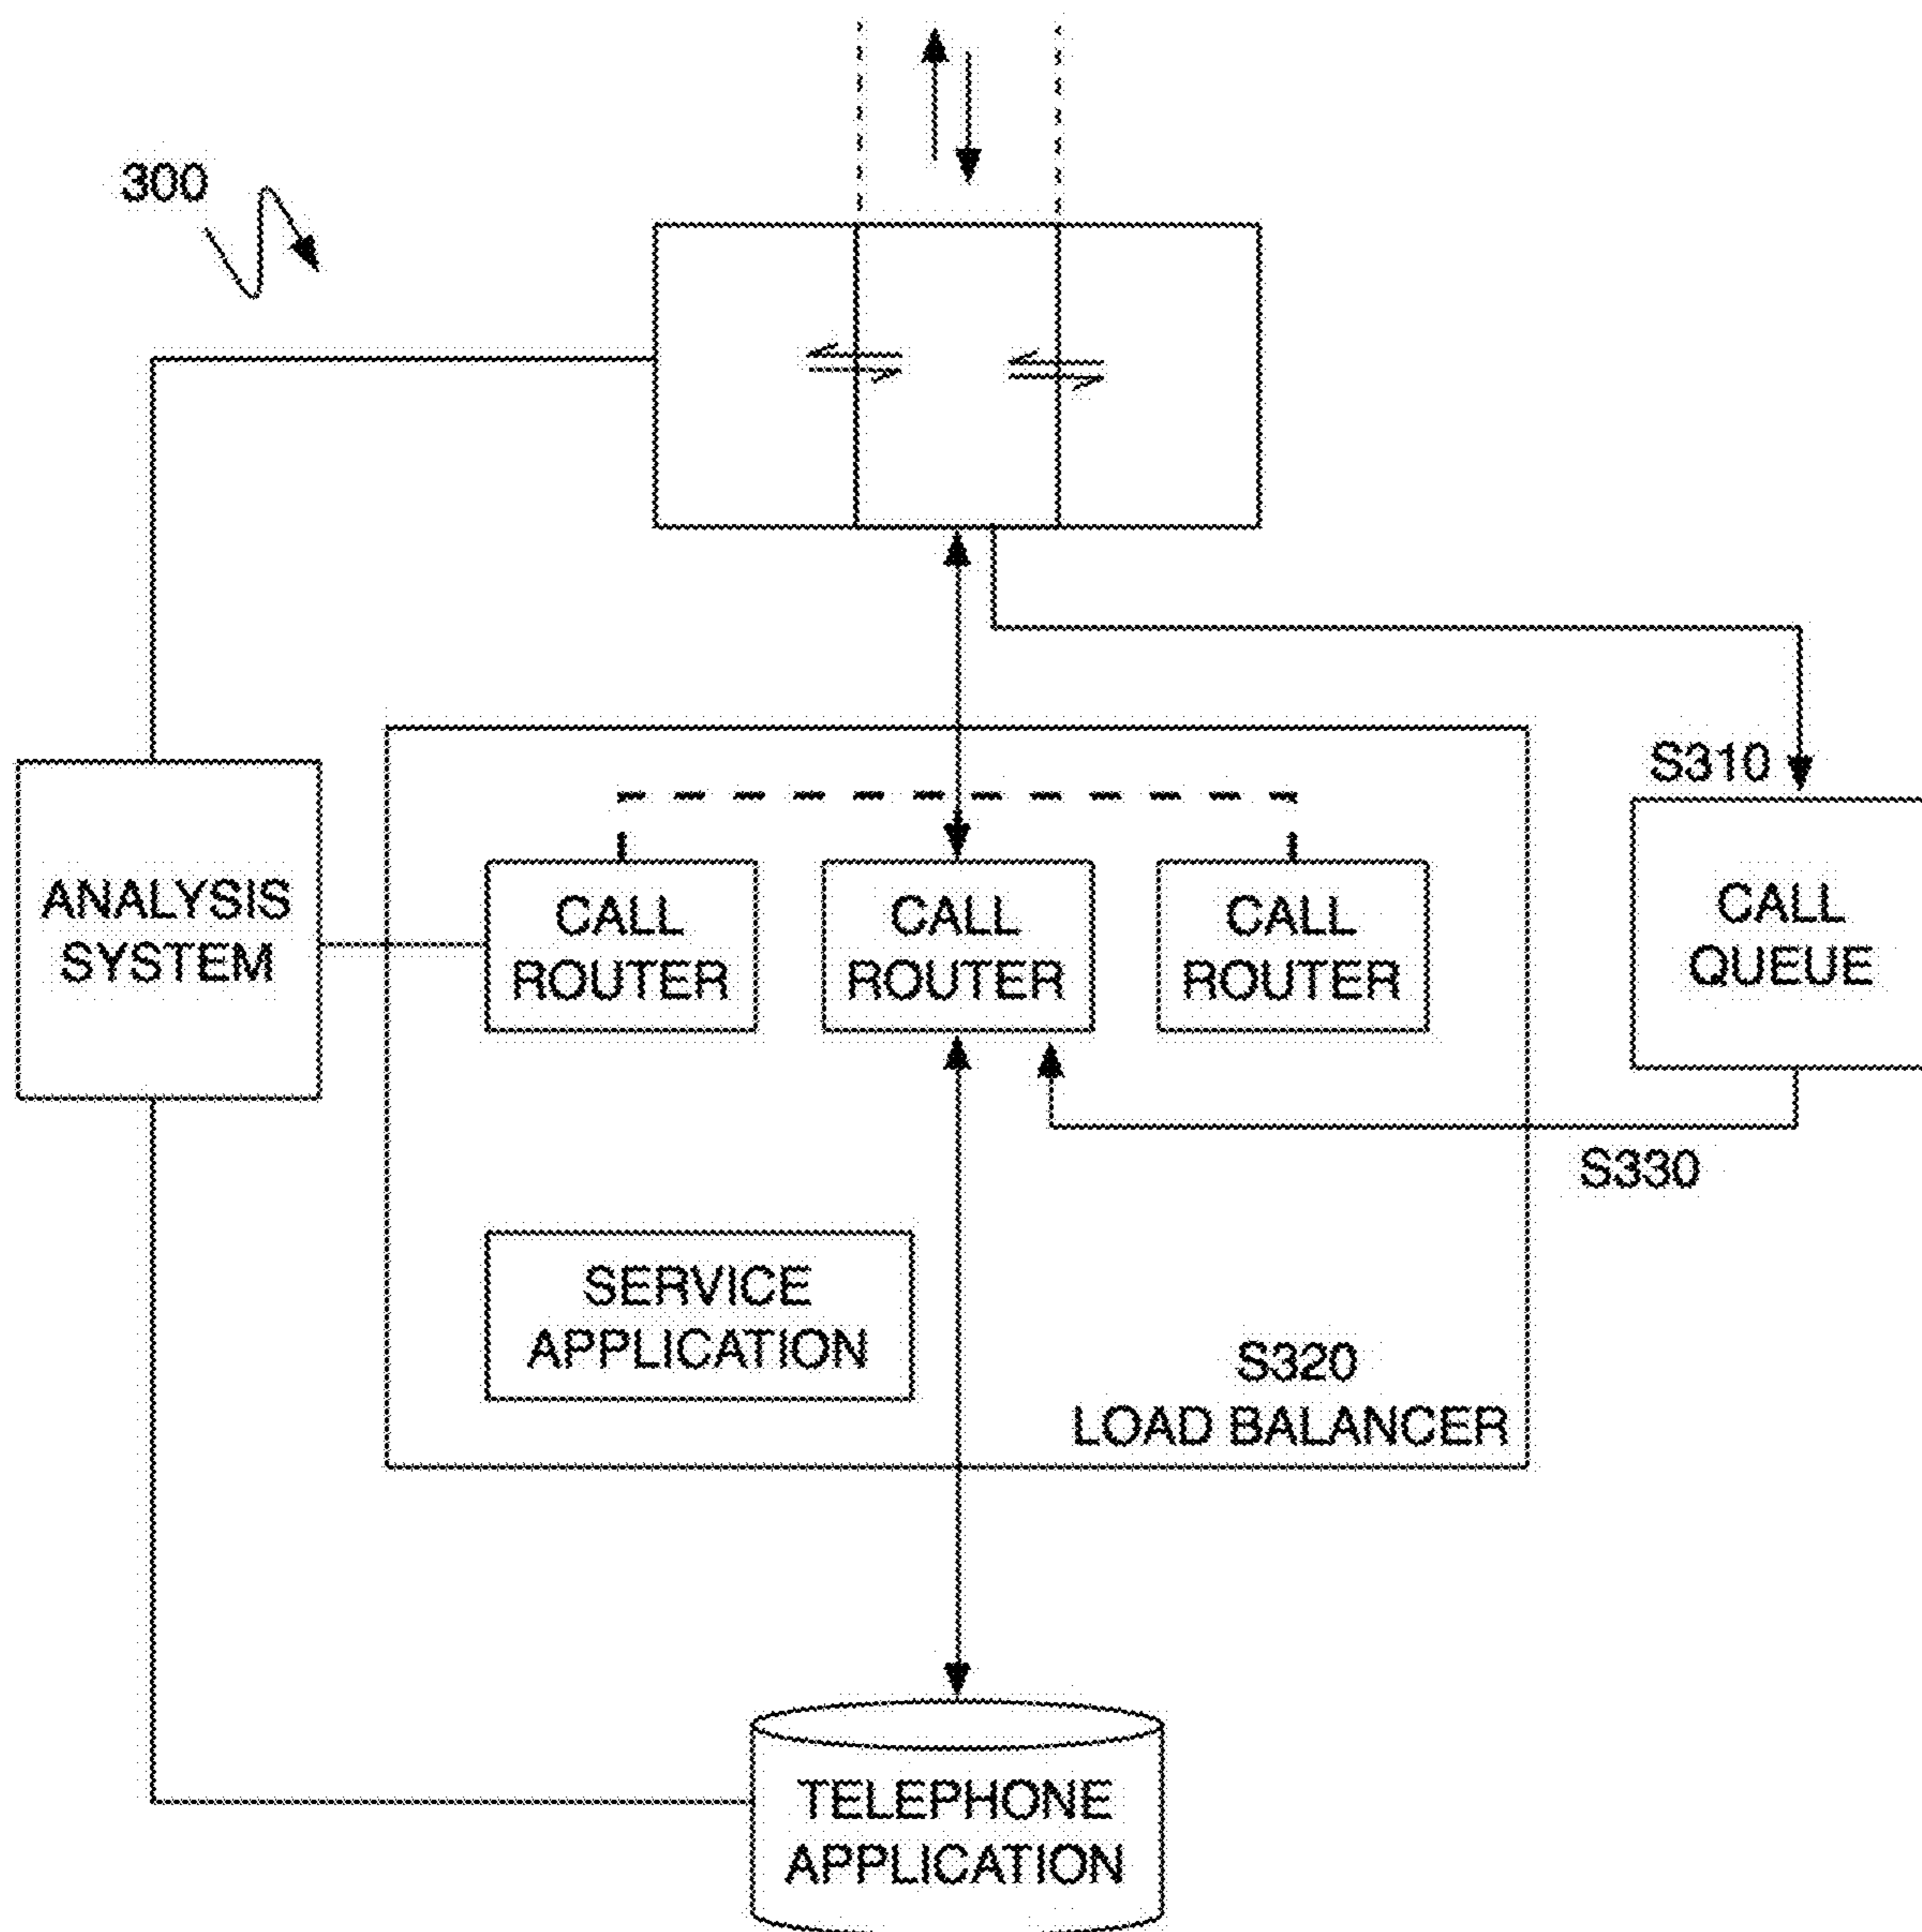 300
S310
ANALYSIS
SYSTEM
CALL
ROUTER
CALL
ROUTER
CALL
ROUTER
CALL
QUEUE
S330
SERVICE
APPLICATION
S320
LOAD BALANCER
TELEPHONE
APPLICATION